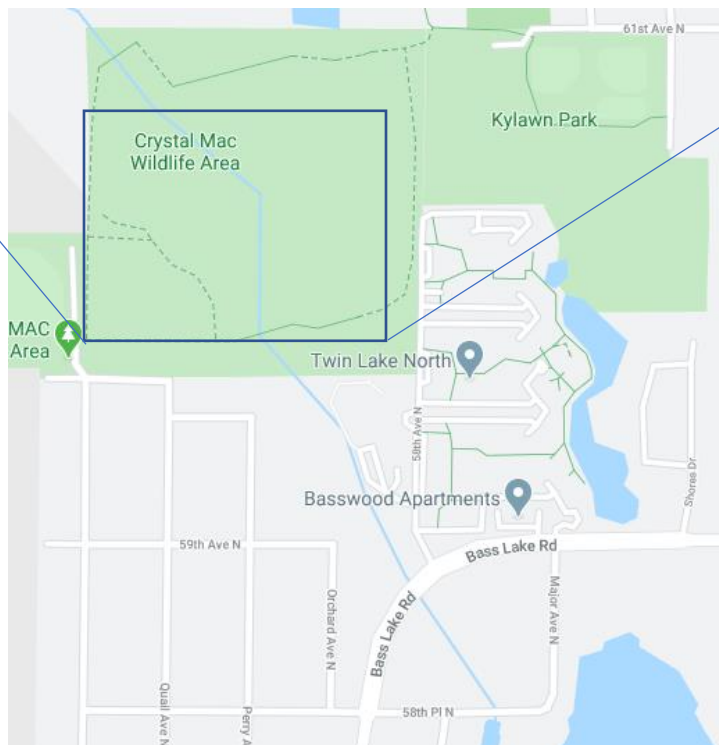 61st Ave N
Kylawn Park
Crystal Mac
Wildlife Area
MAC
Area
Twin Lake North
58th Ave N
Basswood Apartments
Shores Dr
59th Ave N
Bass Lake Rd
Bass Lake Rd
Major Ave N
Orchard Ave N
Quail Ave N
Perry A
58th Pl N